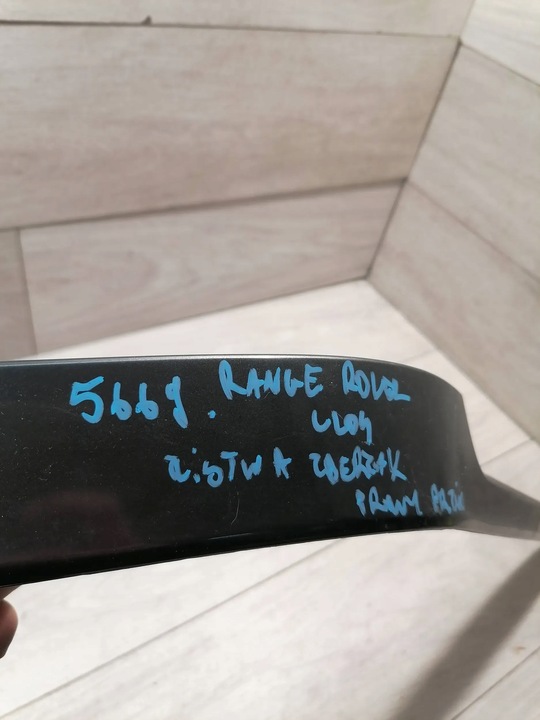 5669. RANGE ROVER
L405
LISTWA ZDERZAK
PRAWY PRZÓD